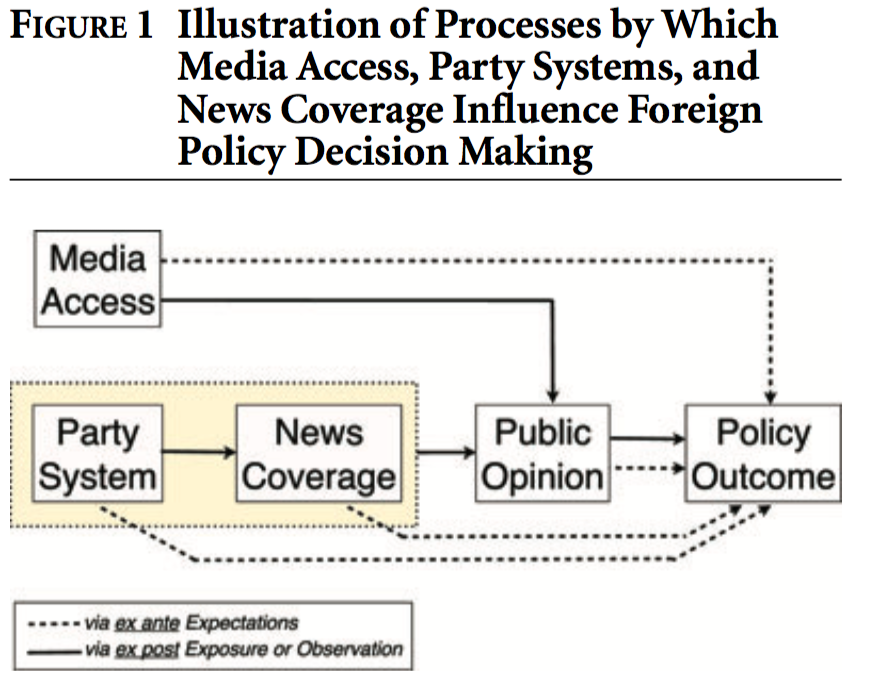 FIGURE 1 Illustration of Processes by Which
Media Access, Party Systems, and
News Coverage Influence Foreign
Policy Decision Making
Media
Access
Party
System
News
Coverage
Public
Opinion
Policy
Outcome
via ex ante Expectations
via ex post Exposure or Observation